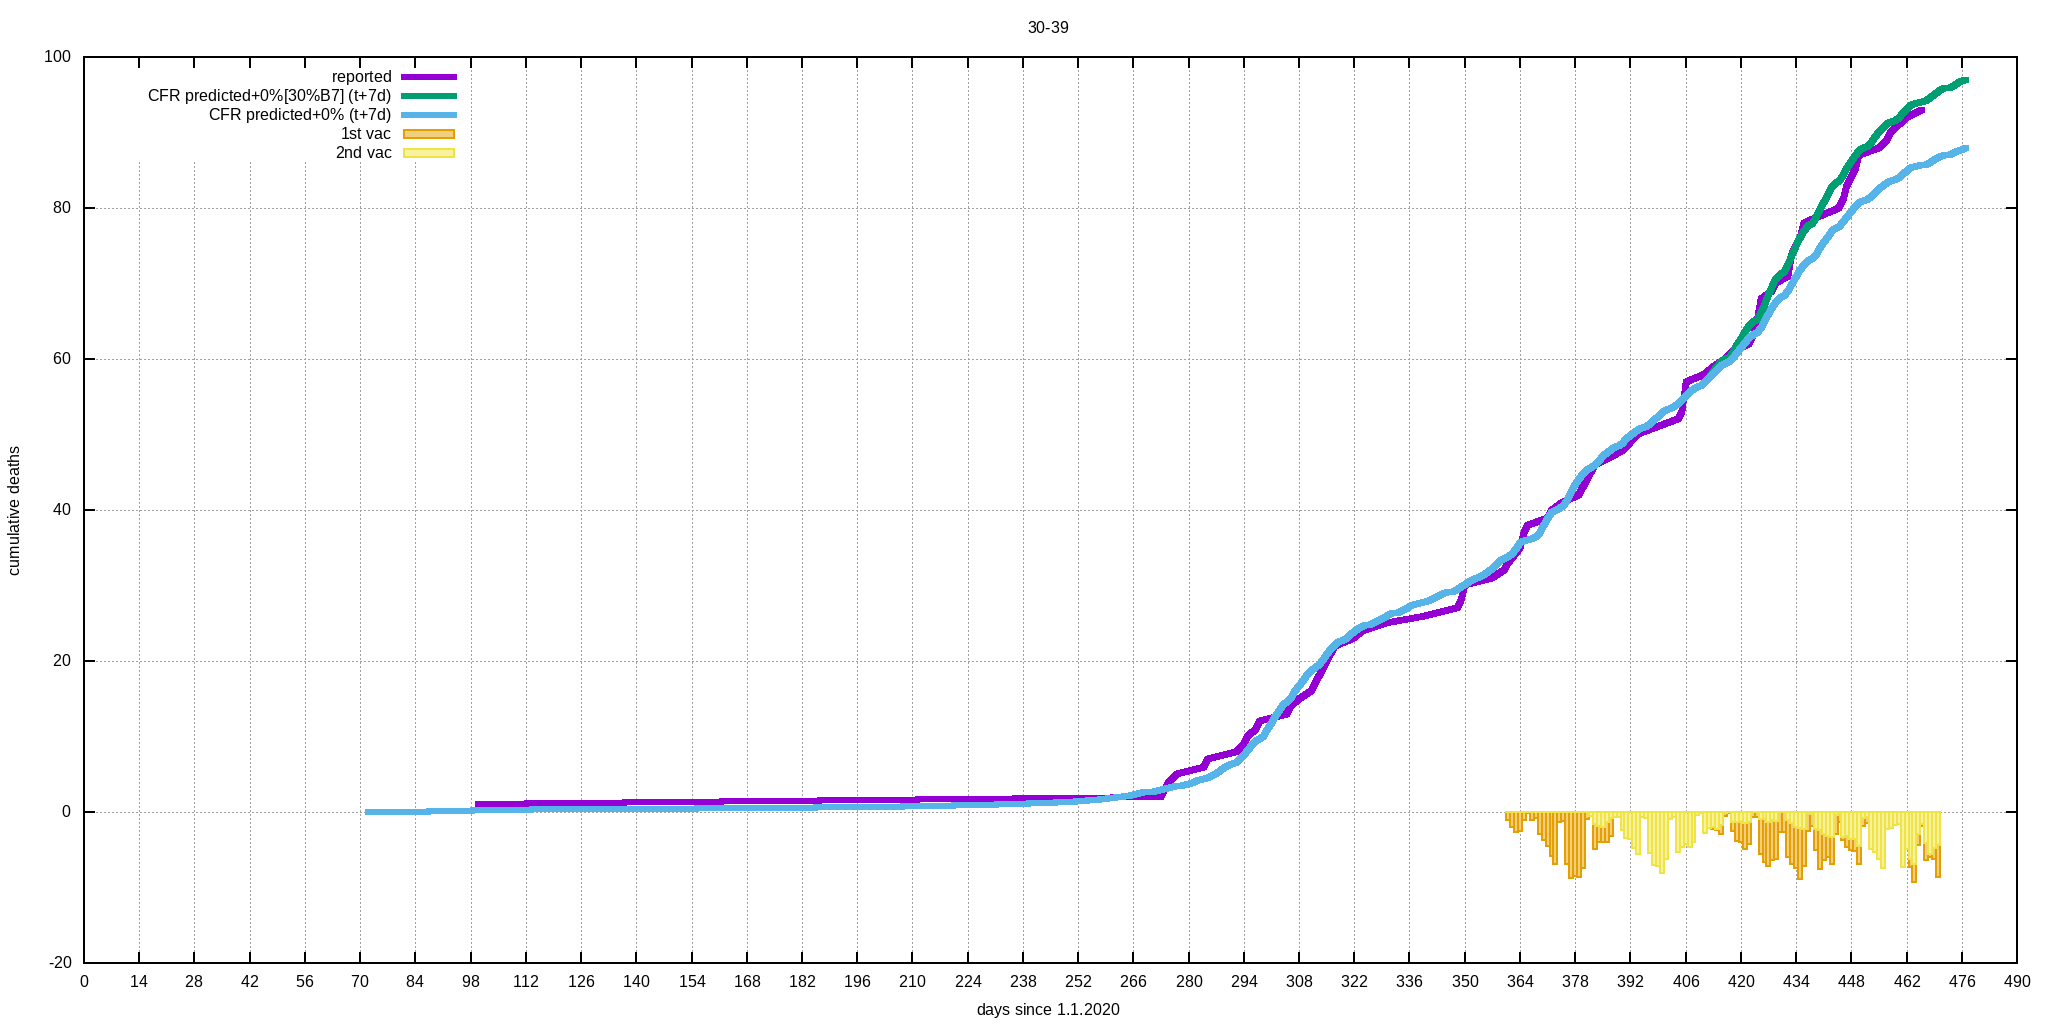 30-39
100
80
60
40
20
0
-20
cumulative deaths
reported
CFR predicted+0%[30%B7] (t+7d)
CFR predicted+0% (t+7d)
1st vac
2nd vac
0 14 28 42 56 70 84 98 112 126 140 154 168 182 196 210 224 238 252 266 280 294 308 322 336 350 364 378 392 406 420 434 448 462 476 490
days since 1.1.2020